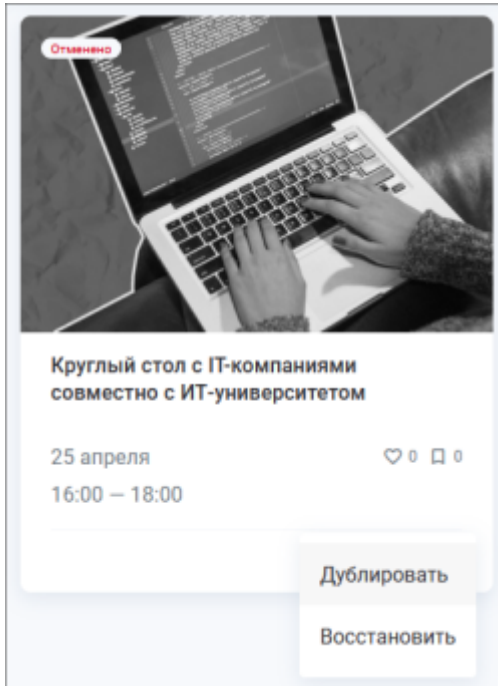 Отменено
Круглый стол с IT-компаниями
совместно с ИТ-университетом
25 апреля
0 0
16:00 — 18:00
Дублировать
Восстановить